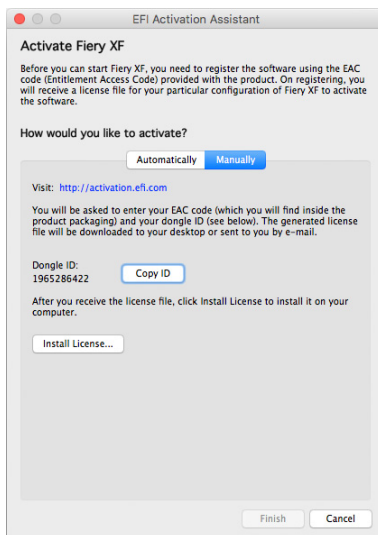 EFI Activation Assistant
Activate Fiery XF
Before you can start Fiery XF, you need to register the software using the EAC
code (Entitlement Access Code) provided with the product. On registering, you
will receive a license file for your particular configuration of Fiery XF to activate
the software.
How would you like to activate?
Automatically Manually
Visit: http://activation.efi.com
You will be asked to enter your EAC code (which you will find inside the
product packaging) and your dongle ID (see below). The generated license
file will be downloaded to your desktop or sent to you by e-mail.
Dongle ID:
1965286422
Copy ID
After you receive the license file, click Install License to install it on your
computer.
Install License...
Finish Cancel